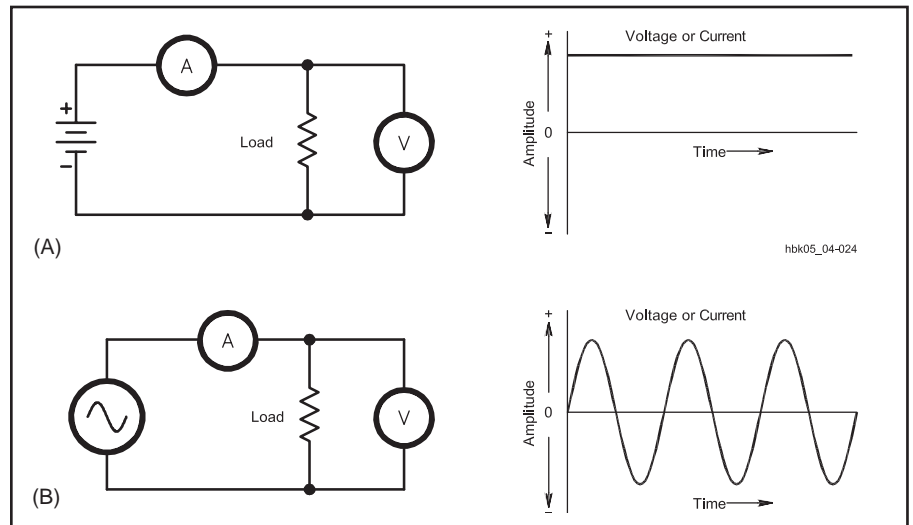 A
+
−
Load
V
(A)
Voltage or Current
+
Amplitude
0
−
Time
hbk05_04-024
A
Load
V
(B)
Voltage or Current
+
Amplitude
0
−
Time